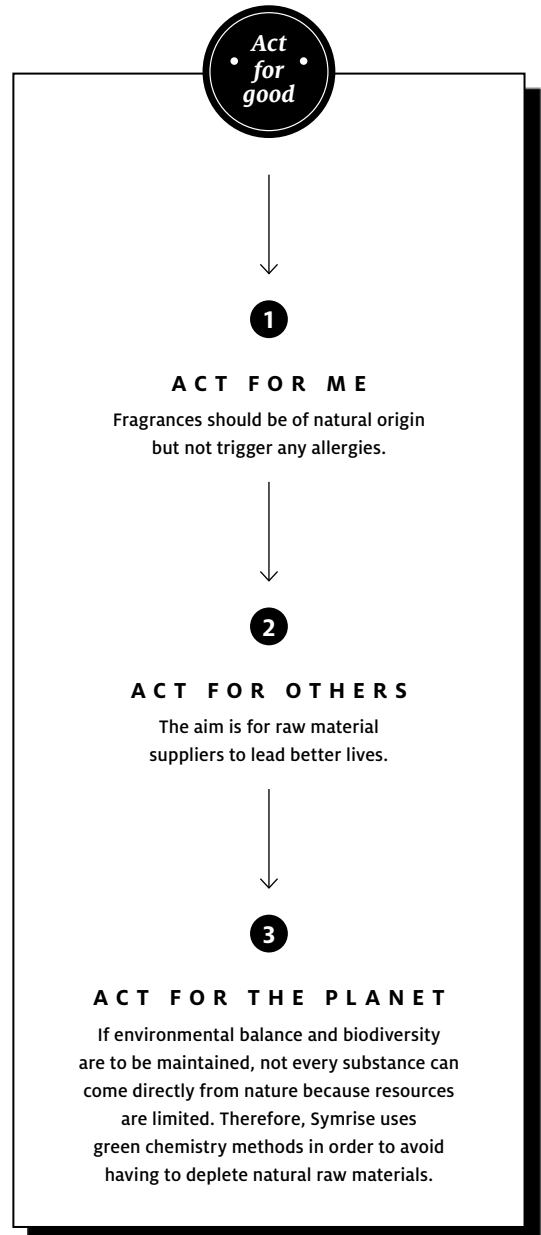 Act
for
good
1
ACT FOR ME
Fragrances should be of natural origin
but not trigger any allergies.
2
ACT FOR OTHERS
The aim is for raw material
suppliers to lead better lives.
3
ACT FOR THE PLANET
If environmental balance and biodiversity
are to be maintained, not every substance can
come directly from nature because resources
are limited. Therefore, Symrise uses
green chemistry methods in order to avoid
having to deplete natural raw materials.